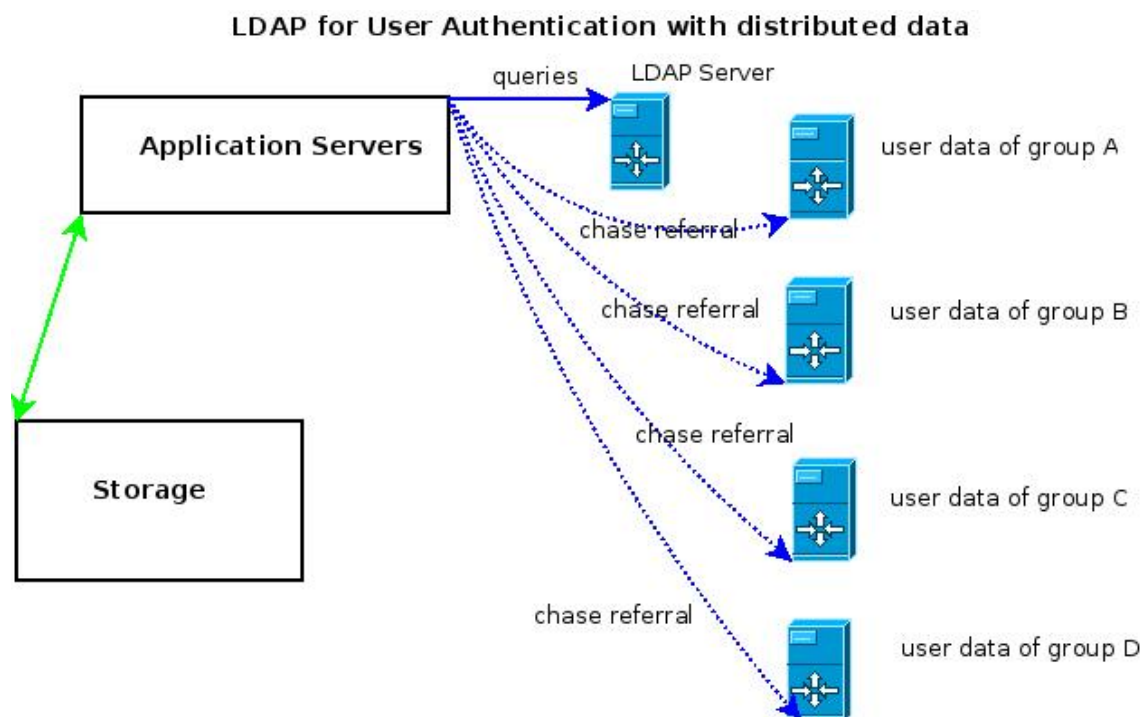 LDAP for User Authentication with distributed data
queries
LDAP Server
Application Servers
user data of group A
chase referral
chase referral
user data of group B
chase referral
Storage
user data of group C
chase referral
user data of group D